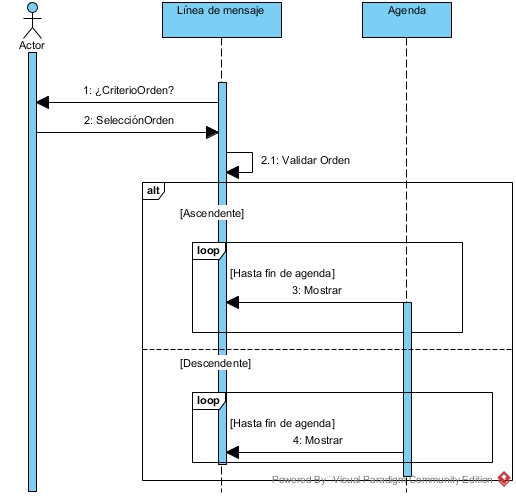 Línea de mensaje
Agenda
Actor
1: ¿CriterioOrden?
2: SelecciónOrden
2.1: Validar Orden
alt
[Ascendente]
loop
[Hasta fin de agenda]
3: Mostrar
[Descendente]
loop
[Hasta fin de agenda]
4: Mostrar
Powered By Visual Paradigm Community Edition